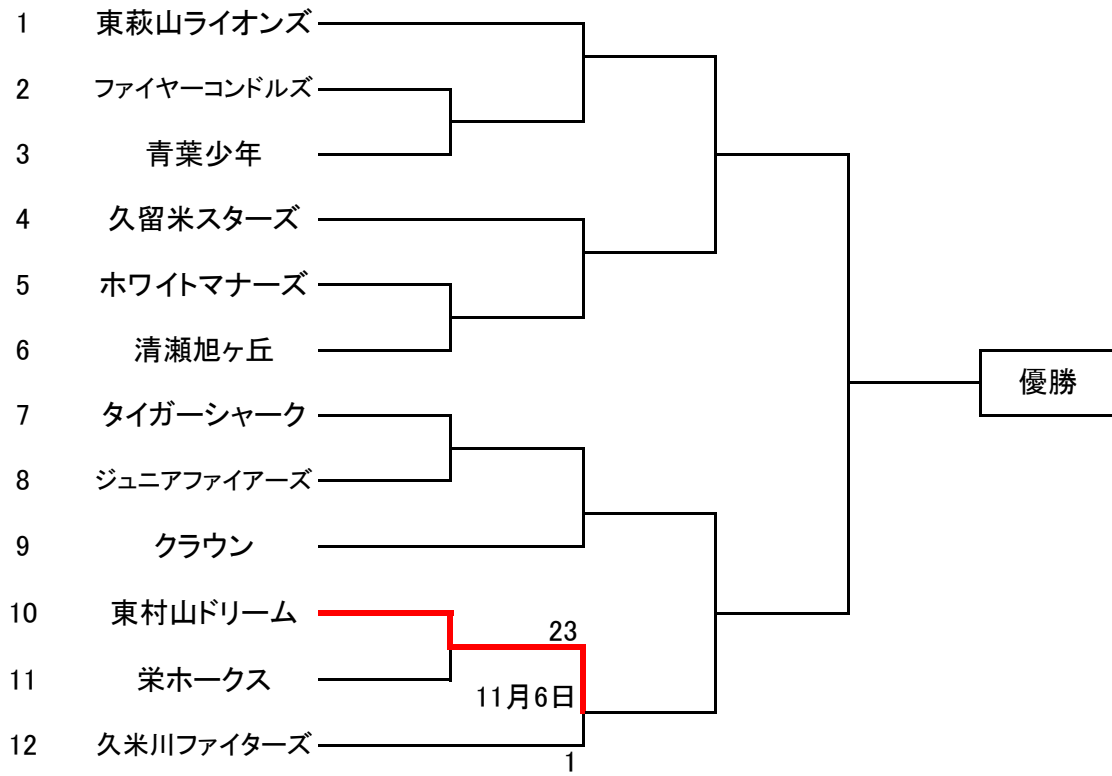 1 東萩山ライオンズ
2 ファイヤーコンドルズ
3 青葉少年
4 久留米スターズ
5 ホワイトマナーズ
6 清瀬旭ヶ丘
優勝
7 タイガーシャーク
8 ジュニアファイアーズ
9 クラウン
10 東村山ドリーム
23
11 栄ホークス
11月6日
12 久米川ファイターズ
1